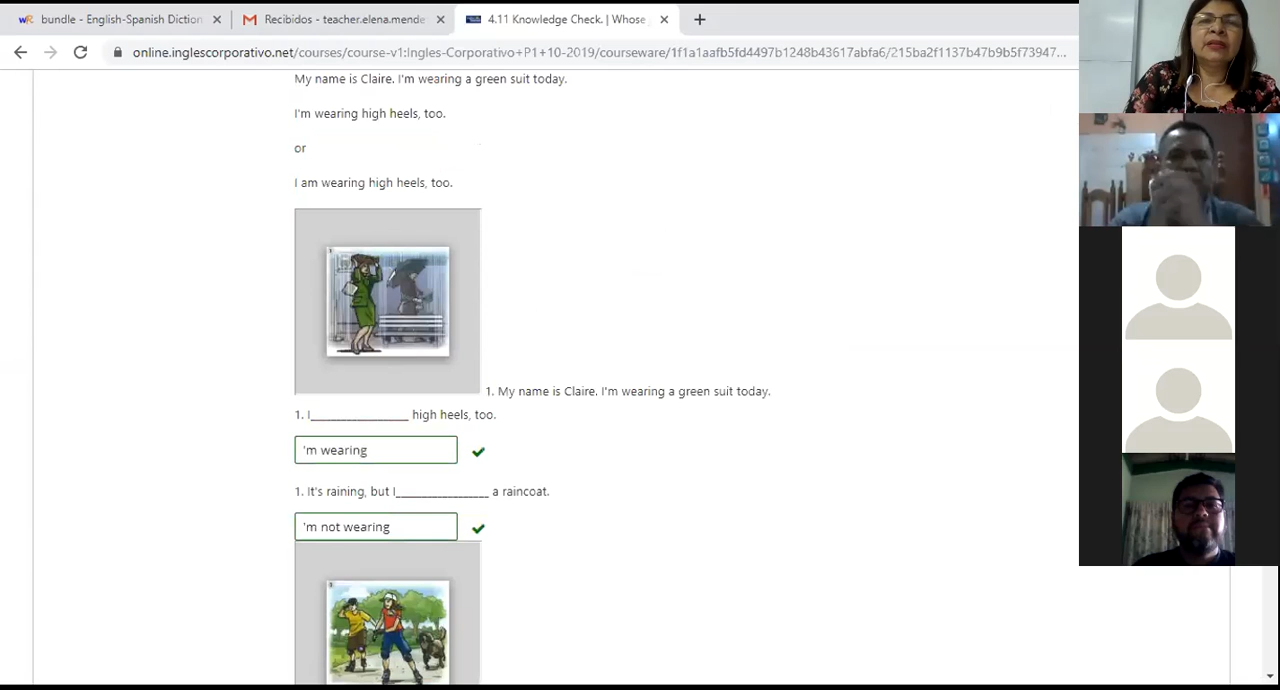 bundle - English-Spanish Diction
Recibidos - teacher.elena.mende
4.11 Knowledge Check. | Whose
online.inglescorporativo.net/courses/course-v1:Ingles-Corporativo+P1+10-2019/courseware/1f1a1aafb5fd4497b1248b43617abfa6/215ba2f1137b47b9b5f73947...
My name is Claire. I'm wearing a green suit today.
I'm wearing high heels, too.
or
I am wearing high heels, too.
1. My name is Claire. I'm wearing a green suit today.
1. I_________________ high heels, too.
'm wearing
1. It's raining, but I________________ a raincoat.
'm not wearing